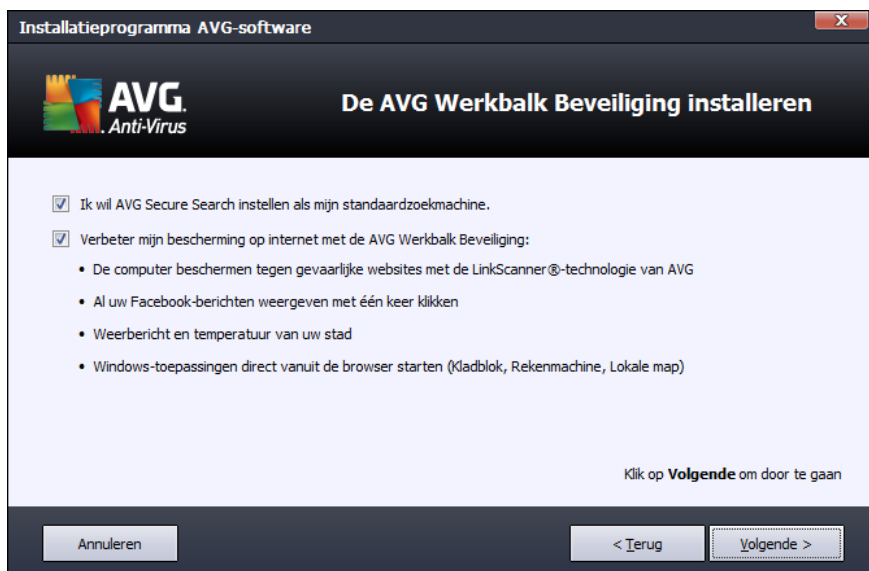 Installatieprogramma AVG-software
AVG.
Anti-Virus
De AVG Werkbalk Beveiliging installeren
Ik wil AVG Secure Search instellen als mijn standaardzoekmachine.
Verbeter mijn bescherming op internet met de AVG Werkbalk Beveiliging:
• De computer beschermen tegen gevaarlijke websites met de LinkScanner®-technologie van AVG
• Al uw Facebook-berichten weergeven met één keer klikken
• Weerbericht en temperatuur van uw stad
• Windows-toepassingen direct vanuit de browser starten (Kladblok, Rekenmachine, Lokale map)
Klik op Volgende om door te gaan
Annuleren
< Terug
Volgende >